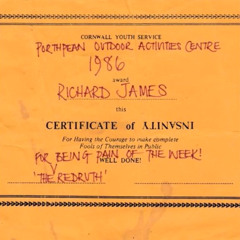 CORNWALL YOUTH SERVICE
PORTHPEAN OUTDOOR ACTIVITIES CENTRE
1986
award
RICHARD JAMES
this
CERTIFICATE of INSANITY
For Having the Courage to make complete
Fools of Themselves in Public
FOR BEING PAIN OF THE WEEK!
WELL DONE!
'THE REDRUTH'